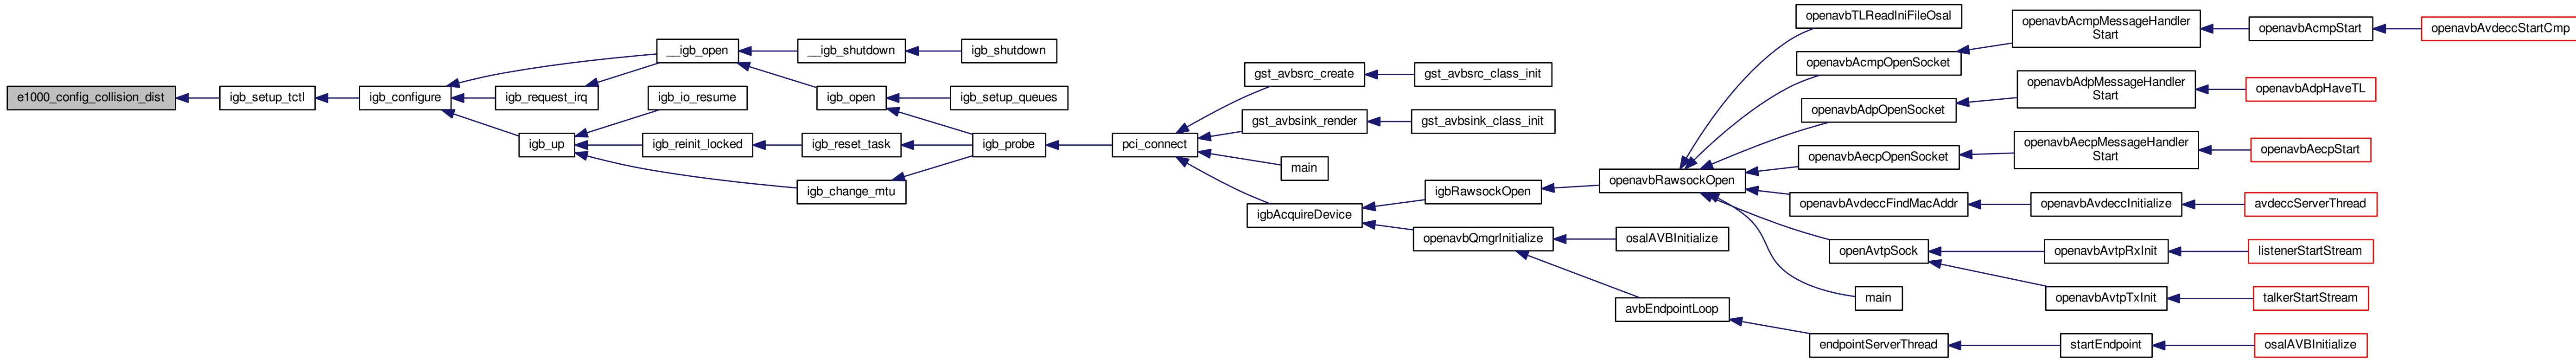 e1000_config_collision_dist
igb_setup_tctl
igb_configure
__igb_open
__igb_shutdown
igb_shutdown
igb_request_irq
igb_io_resume
igb_open
igb_setup_queues
igb_up
igb_reinit_locked
igb_reset_task
igb_probe
igb_change_mtu
pci_connect
gst_avbsrc_create
gst_avbsrc_class_init
gst_avbsink_render
gst_avbsink_class_init
main
igbAcquireDevice
igbRawsockOpen
openavbQmgrInitialize
osalAVBInitialize
avbEndpointLoop
openavbRawsockOpen
openavbTLReadIniFileOsal
openavbAcmpOpenSocket
openavbAcmpMessageHandler
Start
openavbAcmpStart
openavbAvdeccStartCmp
openavbAdpOpenSocket
openavbAdpMessageHandler
Start
openavbAdpHaveTL
openavbAecpOpenSocket
openavbAecpMessageHandler
Start
openavbAecpStart
openavbAvdeccFindMacAddr
openavbAvdeccInitialize
avdeccServerThread
openAvtpSock
openavbAvtpRxInit
listenerStartStream
openavbAvtpTxInit
talkerStartStream
main
endpointServerThread
startEndpoint
osalAVBInitialize